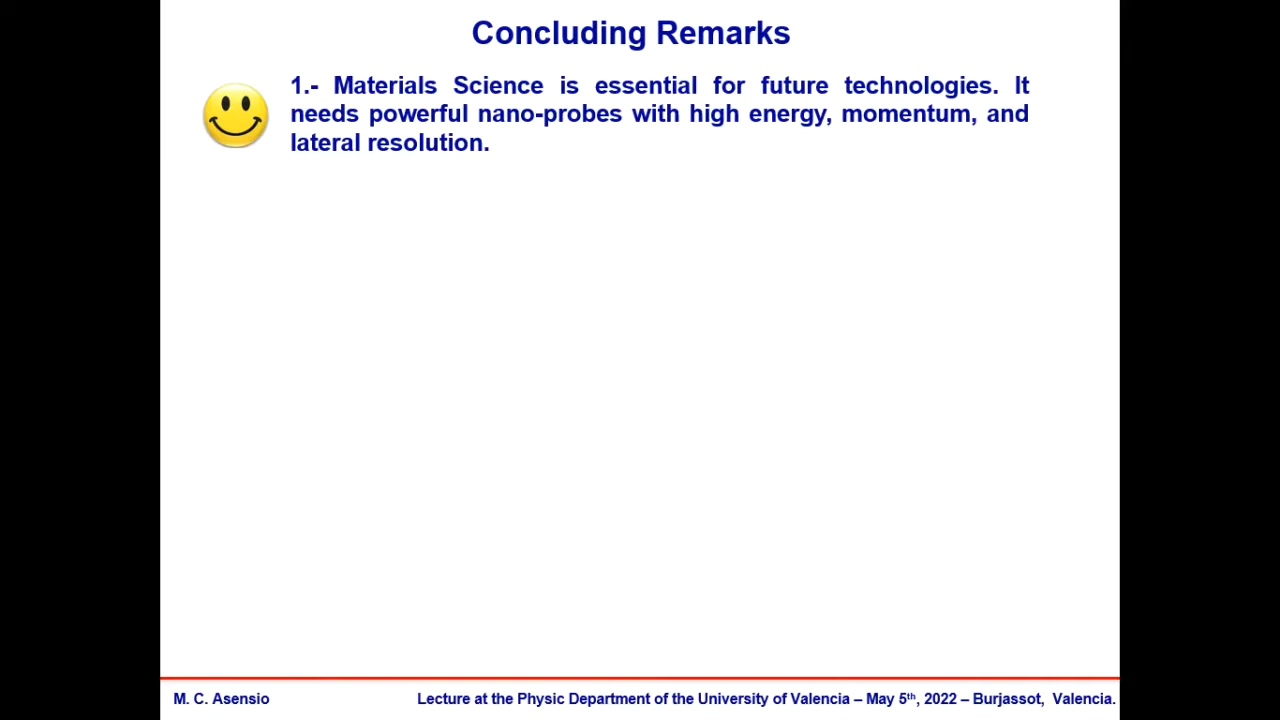 Concluding Remarks
1.- Materials Science is essential for future technologies. It
needs powerful nano-probes with high energy, momentum, and
lateral resolution.
M. C. Asensio
Lecture at the Physic Department of the University of Valencia – May 5th, 2022 – Burjassot, Valencia.